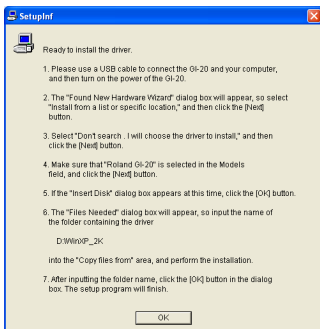 SetupInf
Ready to install the driver.
1. Please use a USB cable to connect the GI-20 and your computer,
and then turn on the power of the GI-20.
2. The "Found New Hardware Wizard" dialog box will appear, so select
"Install from a list or specific location," and then click the [Next]
button.
3. Select "Don't search . I will choose the driver to install," and then
click the [Next] button.
4. Make sure that "Roland GI-20" is selected in the Models
field, and click the [Next] button.
5. If the "Insert Disk" dialog box appears at this time, click the [OK] button.
6. The "Files Needed" dialog box will appear, so input the name of
the folder containing the driver
D:\WinXP_2K
into the "Copy files from" area, and perform the installation.
7. After inputting the folder name, click the [OK] button in the dialog
box. The setup program will finish.
OK